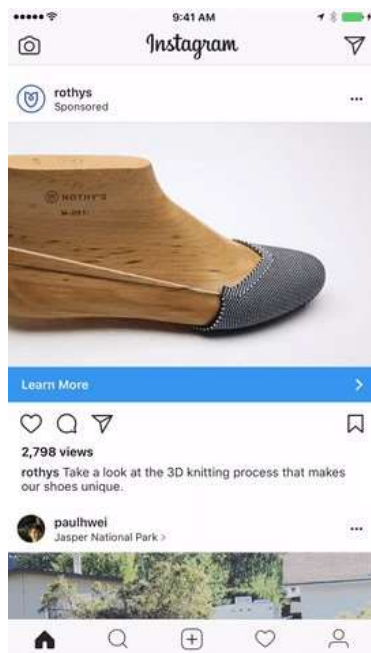 9:41 AM
Instagram
rothys
Sponsored
ROTHY'S
Learn More
2,798 views
rothys Take a look at the 3D knitting process that makes
our shoes unique.
paulhwei
Jasper National Park >